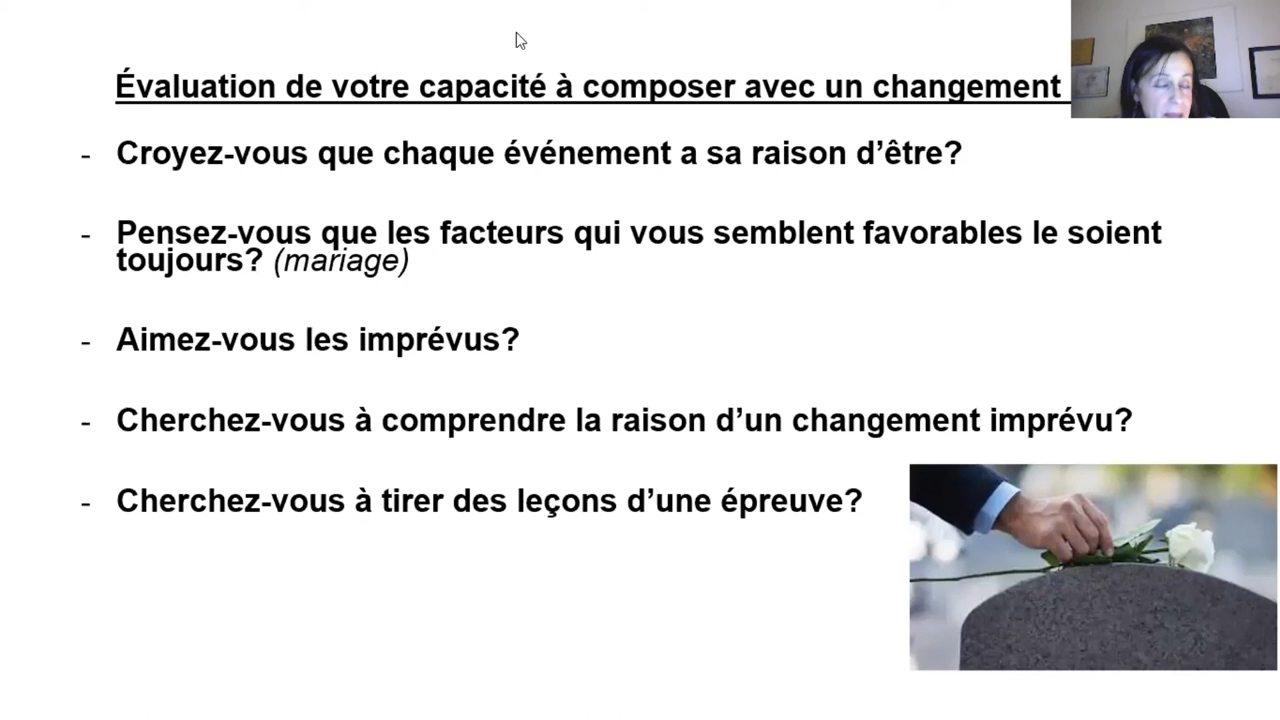 Évaluation de votre capacité à composer avec un changement
- Croyez-vous que chaque événement a sa raison d’être?
- Pensez-vous que les facteurs qui vous semblent favorables le soient
toujours? (mariage)
- Aimez-vous les imprévus?
- Cherchez-vous à comprendre la raison d’un changement imprévu?
- Cherchez-vous à tirer des leçons d’une épreuve?